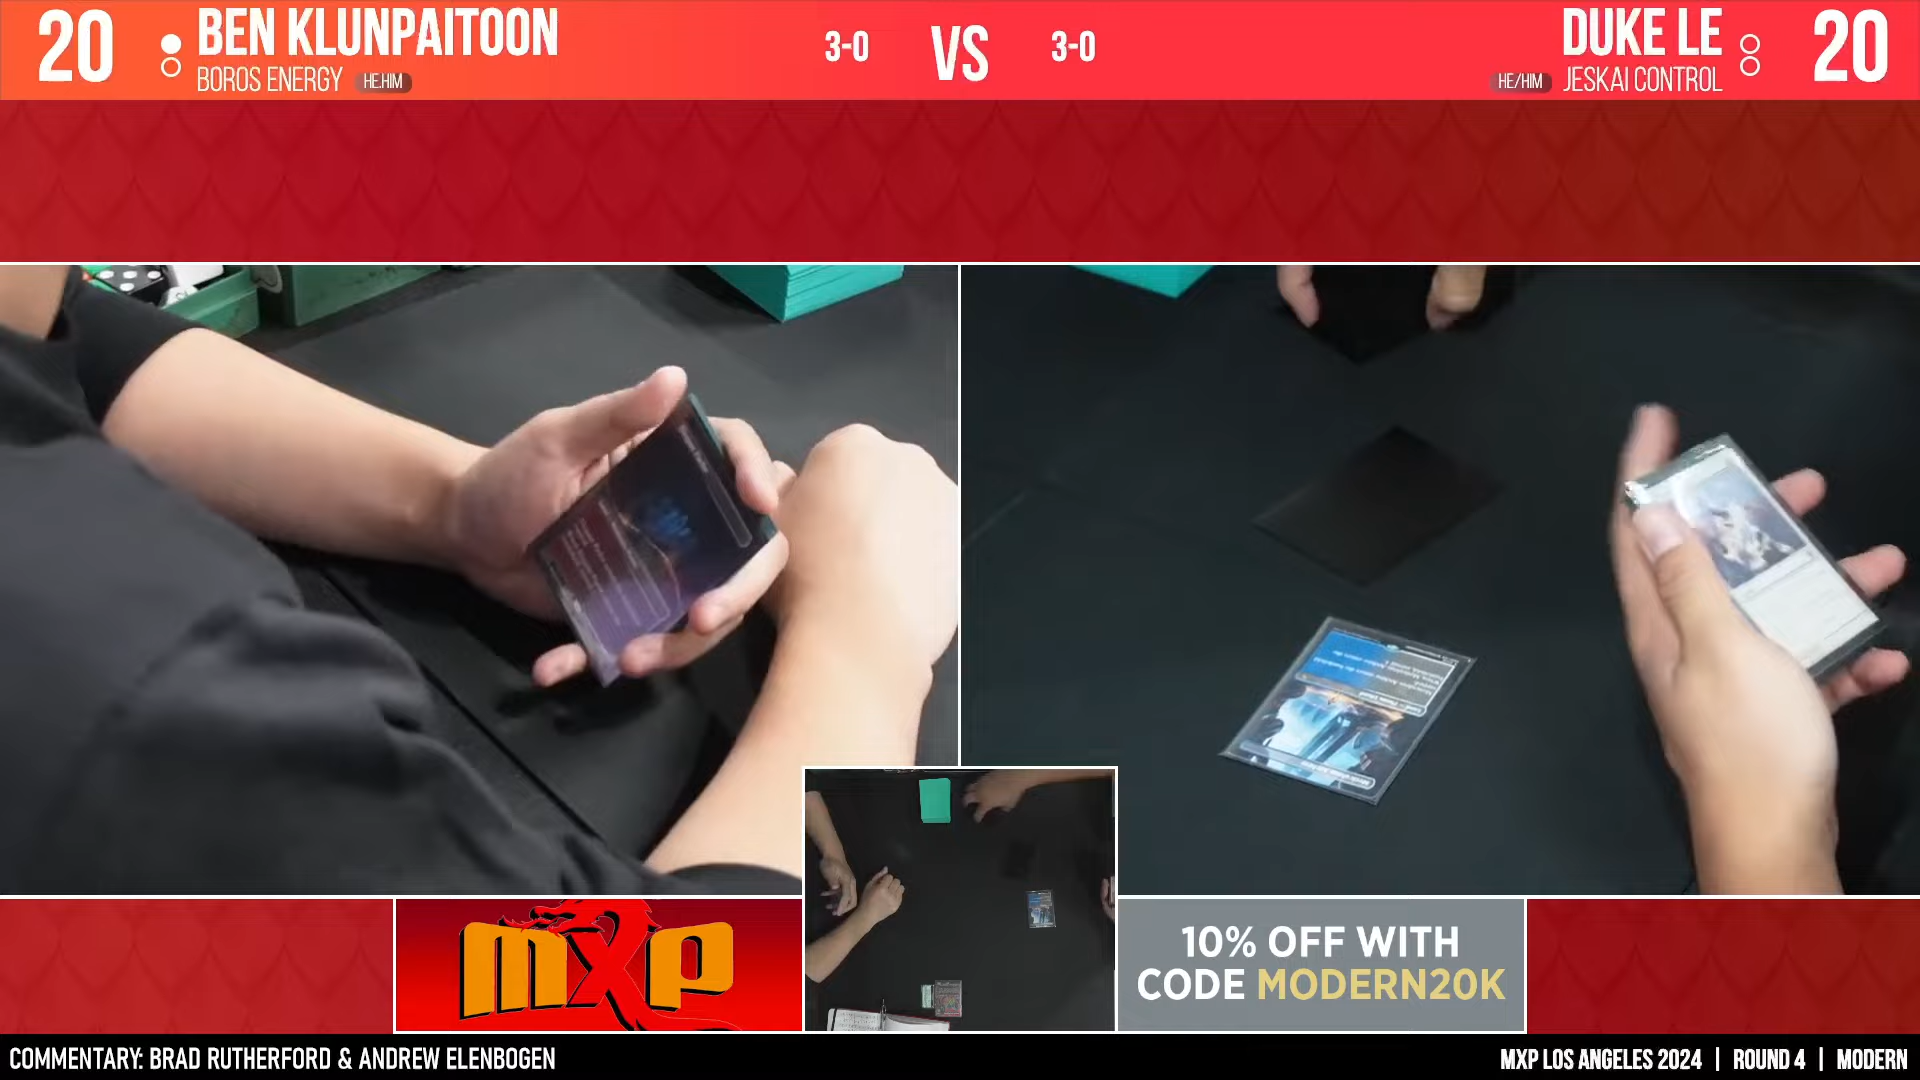 20
BEN KLUNPAITOON
BOROS ENERGY HE.HIM
3-0 VS 3-0
DUKE LE
HE/HIM JESKAI CONTROL
20
mXp
10% OFF WITH
CODE MODERN20K
COMMENTARY: BRAD RUTHERFORD & ANDREW ELENBOGEN
MXP LOS ANGELES 2024 | ROUND 4 | MODERN